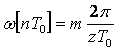 ω[nT₀] = m 2π / zT₀